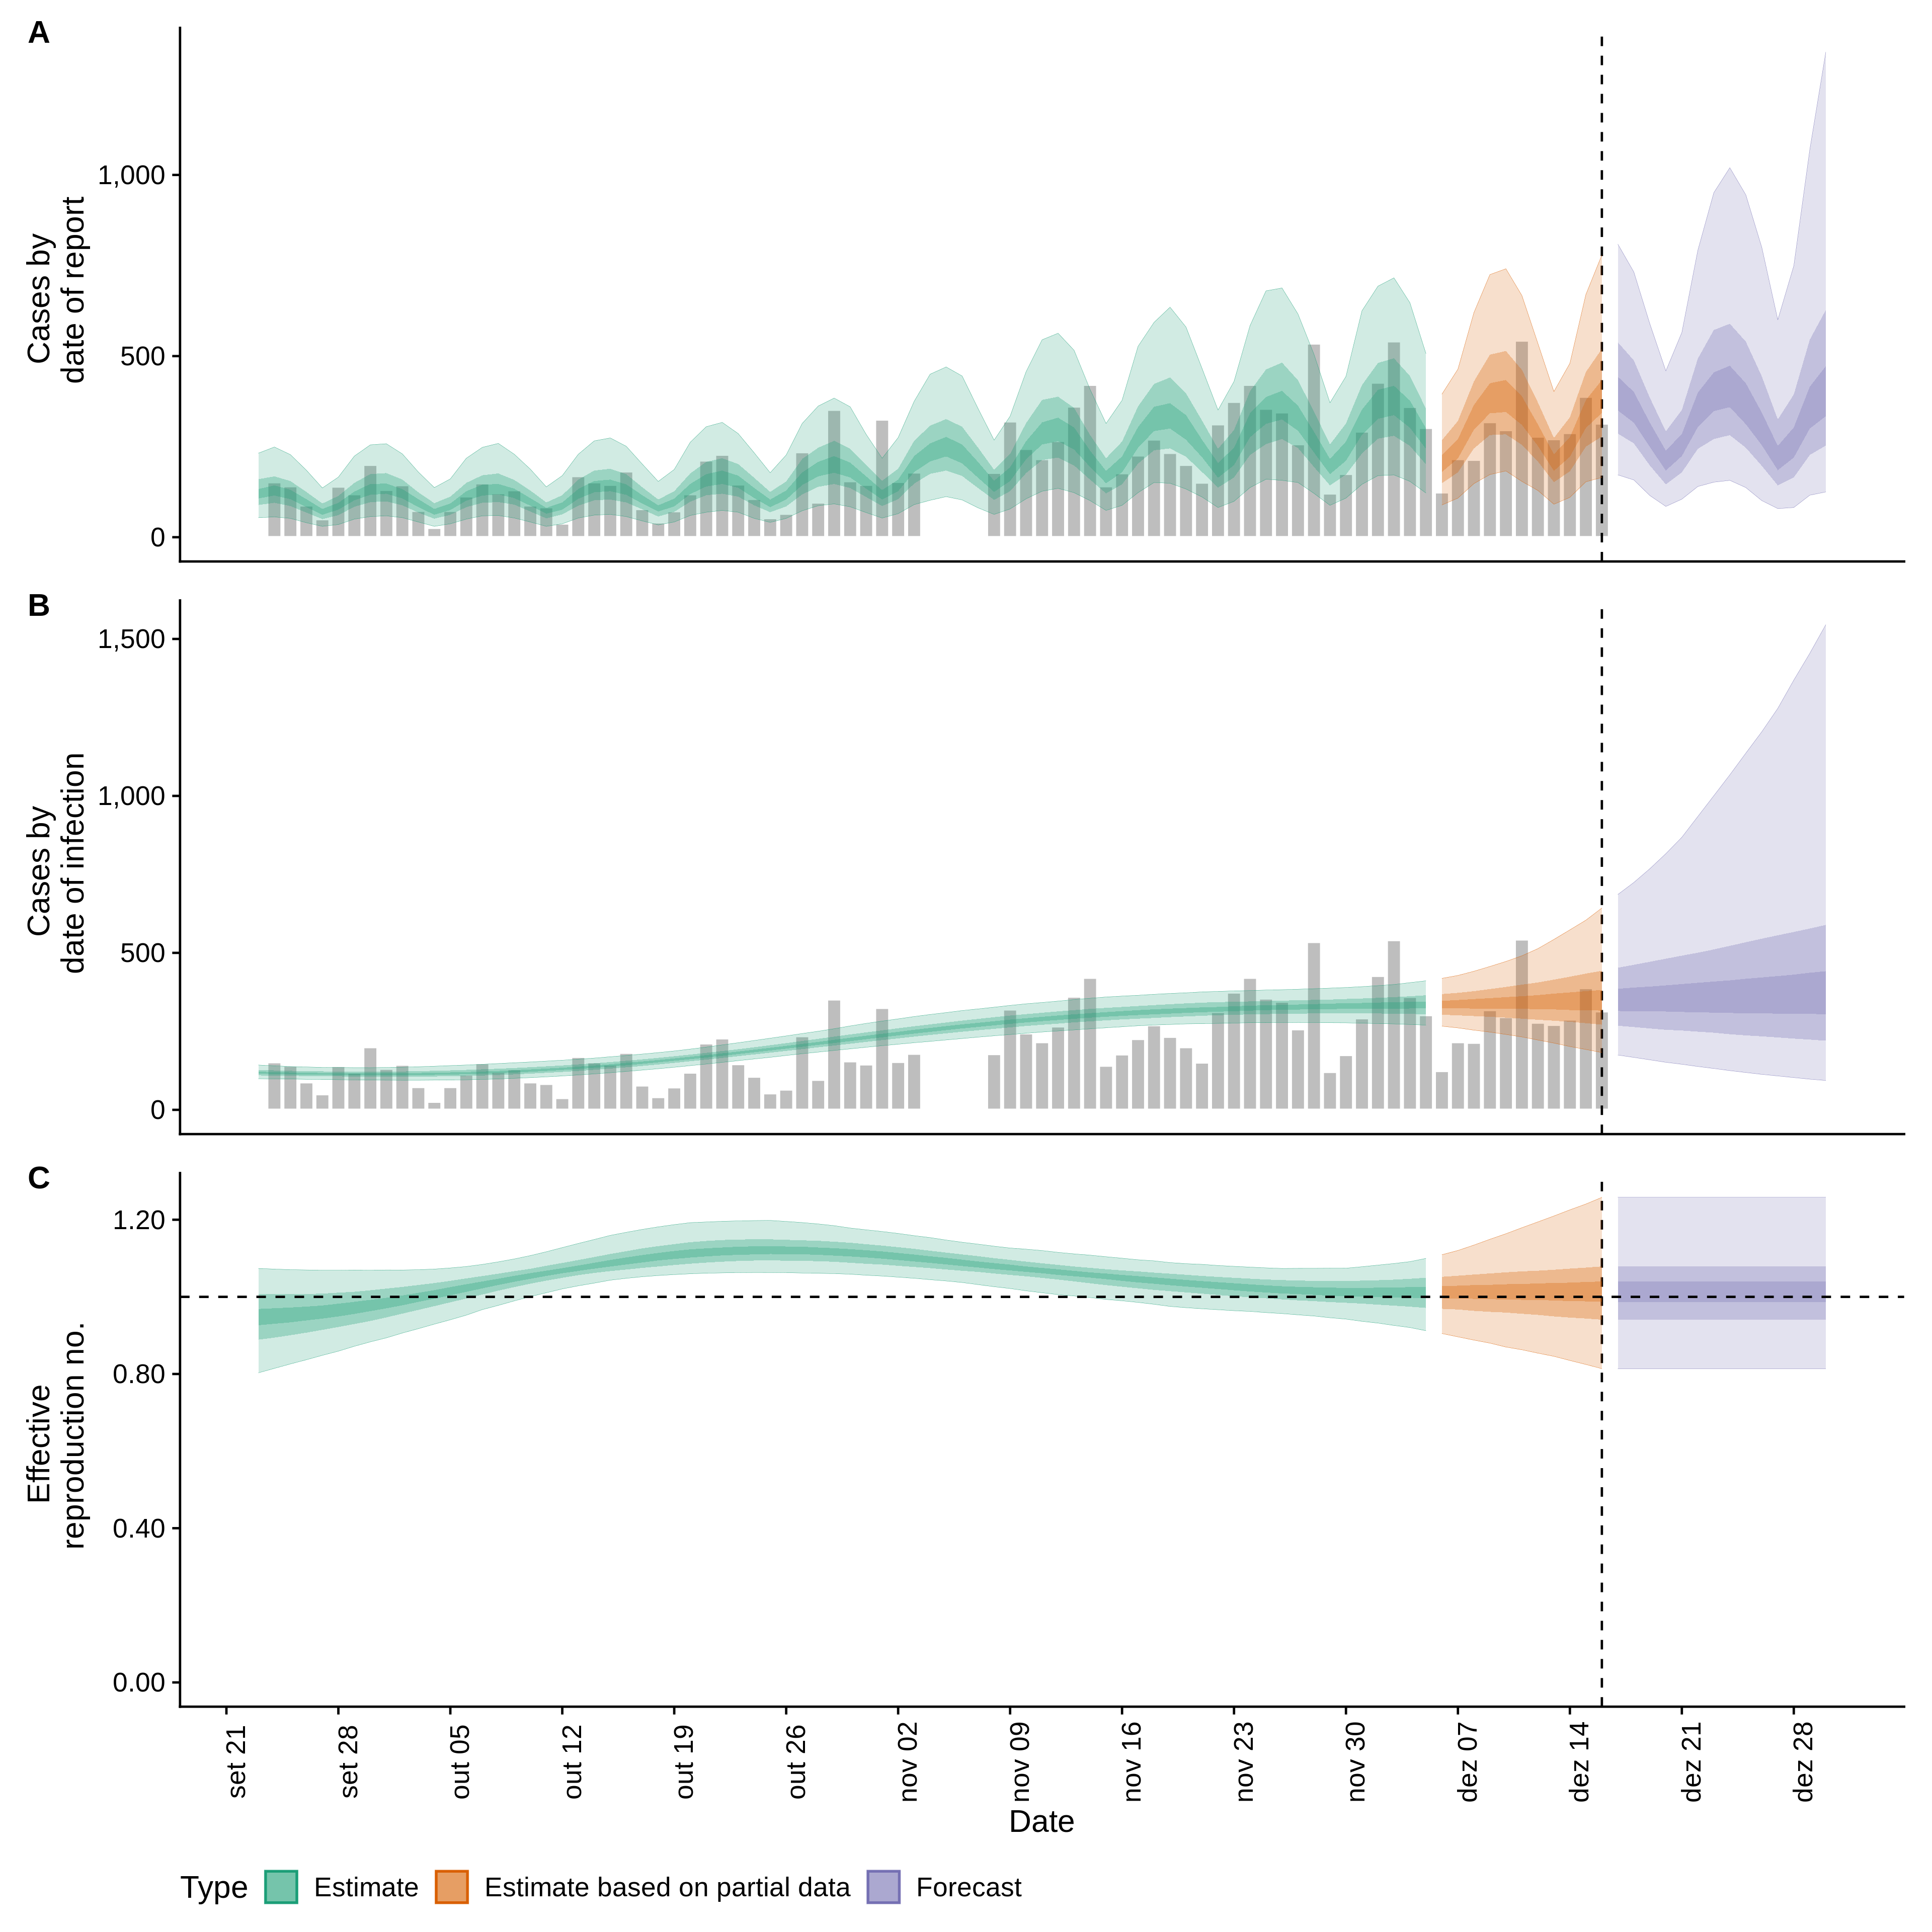 A
Cases by
date of report
1,000
500
0
B
Cases by
date of infection
1,500
1,000
500
0
C
Effective
reproduction no.
1.20
0.80
0.40
0.00
set 21
set 28
out 05
out 12
out 19
out 26
nov 02
nov 09
nov 16
nov 23
nov 30
dez 07
dez 14
dez 21
dez 28
Date
Type Estimate Estimate based on partial data Forecast